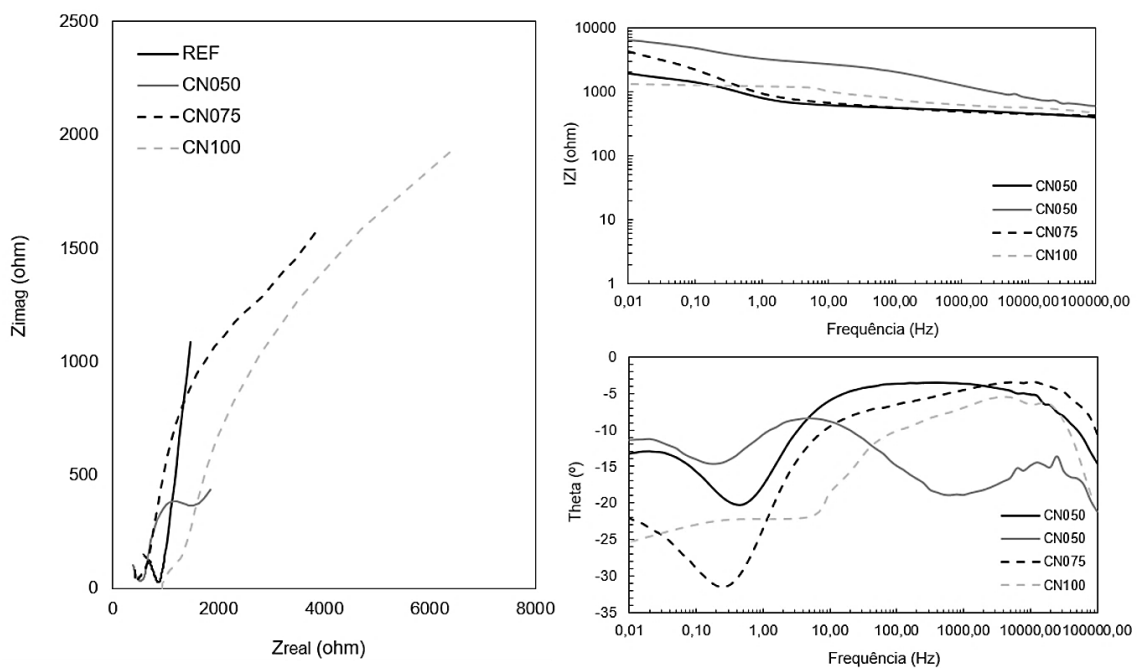 2500
2000
1500
1000
500
0
Zimag (ohm)
REF
CN050
CN075
CN100
0 2000 4000 6000 8000
Zreal (ohm)
10000
1000
100
10
1
IZI (ohm)
CN050
CN050
CN075
CN100
0,01 0,10 1,00 10,00 100,00 1000,00 10000,00 100000,00
Frequência (Hz)
0
-5
-10
-15
-20
-25
-30
-35
Theta (º)
CN050
CN050
CN075
CN100
0,01 0,10 1,00 10,00 100,00 1000,00 10000,00 100000,00
Frequência (Hz)